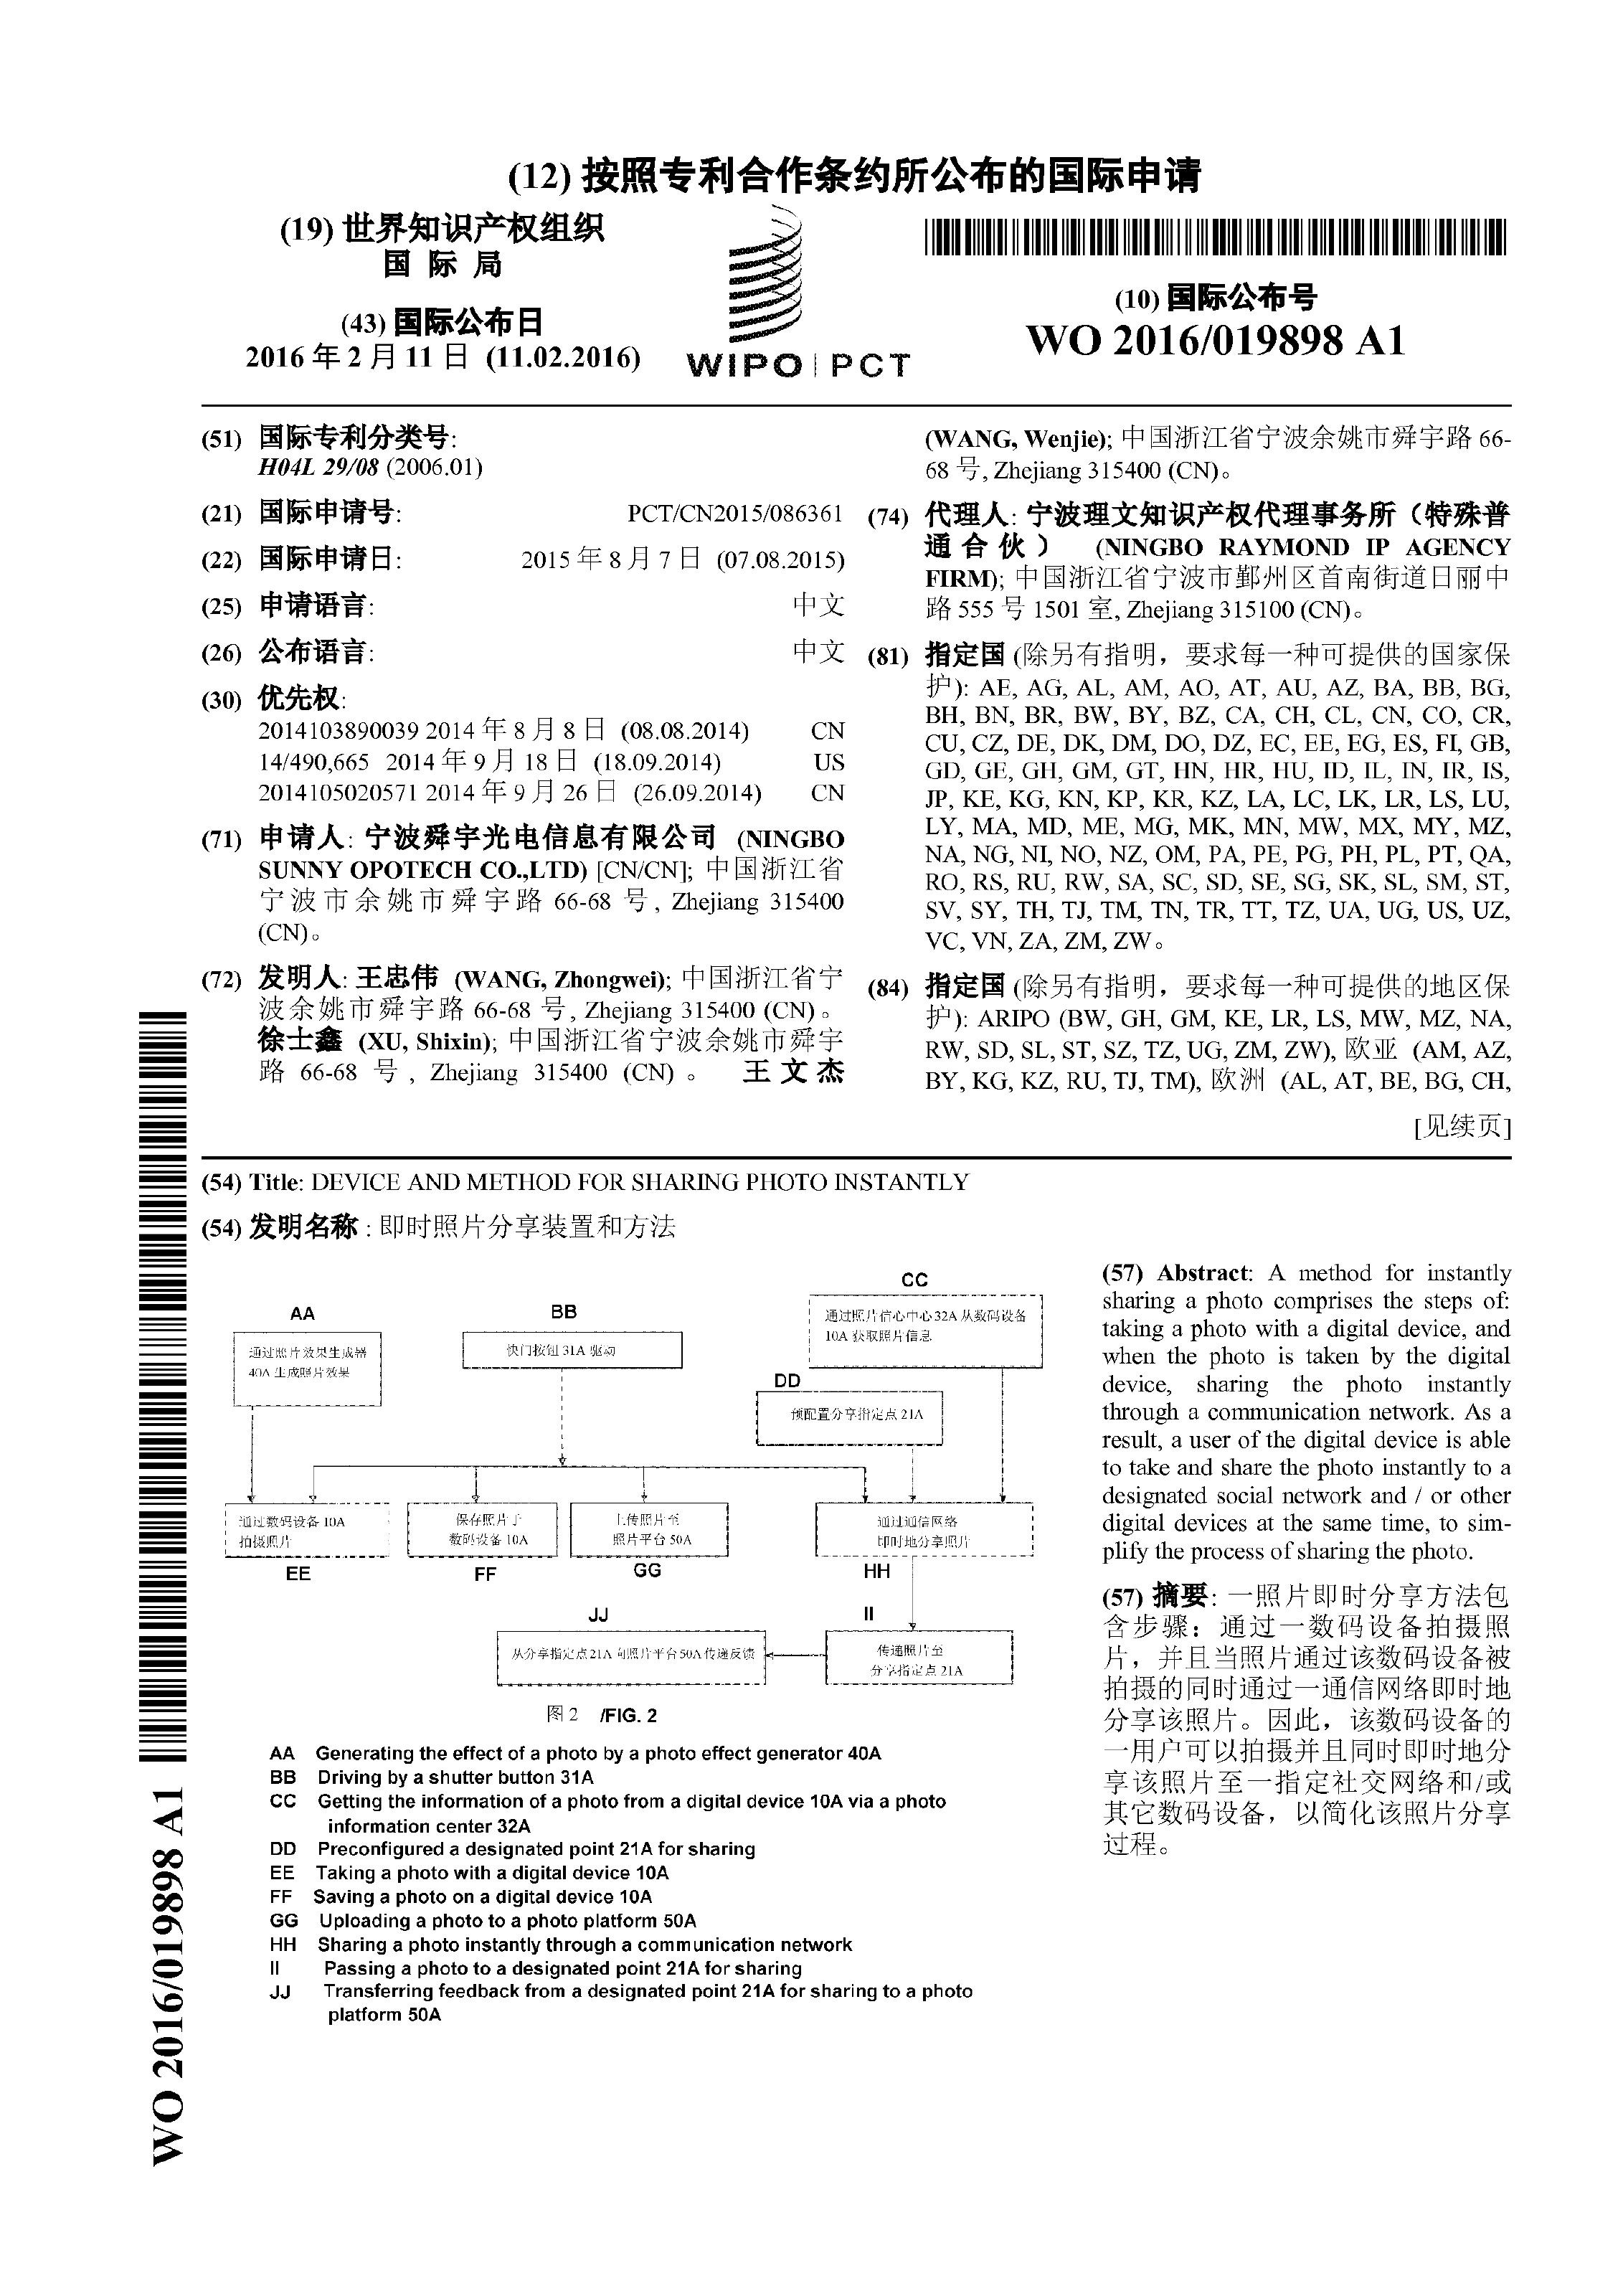 (12) 按照专利合作条约所公布的国际申请
(19) 世界知识产权组织
国 际 局
(43) 国际公布日
2016 年 2 月 11 日 (11.02.2016)
WIPO | PCT
(10) 国际公布号
WO 2016/019898 A1
(51) 国际专利分类号:
H04L 29/08 (2006.01)
(21) 国际申请号: PCT/CN2015/086361
(22) 国际申请日: 2015 年 8 月 7 日 (07.08.2015)
(25) 申请语言: 中文
(26) 公布语言: 中文
(30) 优先权:
2014103890039 2014 年 8 月 8 日 (08.08.2014) CN
14/490,665 2014 年 9 月 18 日 (18.09.2014) US
2014105020571 2014 年 9 月 26 日 (26.09.2014) CN
(71) 申请人: 宁波舜宇光电信息有限公司 (NINGBO
SUNNY OPOTECH CO.,LTD) [CN/CN]; 中国浙江省
宁波市余姚市舜宇路 66-68 号, Zhejiang 315400
(CN)。
(72) 发明人: 王忠伟 (WANG, Zhongwei); 中国浙江省宁
波余姚市舜宇路 66-68 号, Zhejiang 315400 (CN)。
徐士鑫 (XU, Shixin); 中国浙江省宁波余姚市舜宇
路 66-68 号, Zhejiang 315400 (CN)。 王文杰
(WANG, Wenjie); 中国浙江省宁波余姚市舜宇路 66-
68 号, Zhejiang 315400 (CN)。
(74) 代理人: 宁波理文知识产权代理事务所（特殊普
通合伙） (NINGBO RAYMOND IP AGENCY
FIRM); 中国浙江省宁波市鄞州区首南街道日丽中
路 555 号 1501 室, Zhejiang 315100 (CN)。
(81) 指定国 (除另有指明，要求每一种可提供的国家保
护): AE, AG, AL, AM, AO, AT, AU, AZ, BA, BB, BG,
BH, BN, BR, BW, BY, BZ, CA, CH, CL, CN, CO, CR,
CU, CZ, DE, DK, DM, DO, DZ, EC, EE, EG, ES, FI, GB,
GD, GE, GH, GM, GT, HN, HR, HU, ID, IL, IN, IR, IS,
JP, KE, KG, KN, KP, KR, KZ, LA, LC, LK, LR, LS, LU,
LY, MA, MD, ME, MG, MK, MN, MW, MX, MY, MZ,
NA, NG, NI, NO, NZ, OM, PA, PE, PG, PH, PL, PT, QA,
RO, RS, RU, RW, SA, SC, SD, SE, SG, SK, SL, SM, ST,
SV, SY, TH, TJ, TM, TN, TR, TT, TZ, UA, UG, US, UZ,
VC, VN, ZA, ZM, ZW。
(84) 指定国 (除另有指明，要求每一种可提供的地区保
护): ARIPO (BW, GH, GM, KE, LR, LS, MW, MZ, NA,
RW, SD, SL, ST, SZ, TZ, UG, ZM, ZW), 欧亚 (AM, AZ,
BY, KG, KZ, RU, TJ, TM), 欧洲 (AL, AT, BE, BG, CH,
[见续页]
(54) Title: DEVICE AND METHOD FOR SHARING PHOTO INSTANTLY
(54) 发明名称 : 即时照片分享装置和方法
AA
通过照片效果生成器
40A 生成照片效果
BB
快门按钮 31A 驱动
CC
通过照片信心中心32A从数码设备
10A 获取照片信息
DD
预配置分享指定点21A
通过数码设备 10A
拍摄照片
EE
保存照片于
数码设备 10A
FF
上传照片至
照片平台 50A
GG
通过通信网络
即时地分享照片
HH
JJ
从分享指定点21A 向照片平台50A传递反馈
II
传递照片至
分享指定点 21A
图 2 /FIG. 2
AA Generating the effect of a photo by a photo effect generator 40A
BB Driving by a shutter button 31A
CC Getting the information of a photo from a digital device 10A via a photo
information center 32A
DD Preconfigured a designated point 21A for sharing
EE Taking a photo with a digital device 10A
FF Saving a photo on a digital device 10A
GG Uploading a photo to a photo platform 50A
HH Sharing a photo instantly through a communication network
II Passing a photo to a designated point 21A for sharing
JJ Transferring feedback from a designated point 21A for sharing to a photo
platform 50A
(57) Abstract: A method for instantly
sharing a photo comprises the steps of:
taking a photo with a digital device, and
when the photo is taken by the digital
device, sharing the photo instantly
through a communication network. As a
result, a user of the digital device is able
to take and share the photo instantly to a
designated social network and / or other
digital devices at the same time, to sim-
plify the process of sharing the photo.
(57) 摘要: 一照片即时分享方法包
含步骤：通过一数码设备拍摄照
片，并且当照片通过该数码设备被
拍摄的同时通过一通信网络即时地
分享该照片。因此，该数码设备的
一用户可以拍摄并且同时即时地分
享该照片至一指定社交网络和/或
其它数码设备，以简化该照片分享
过程。
WO 2016/019898 A1